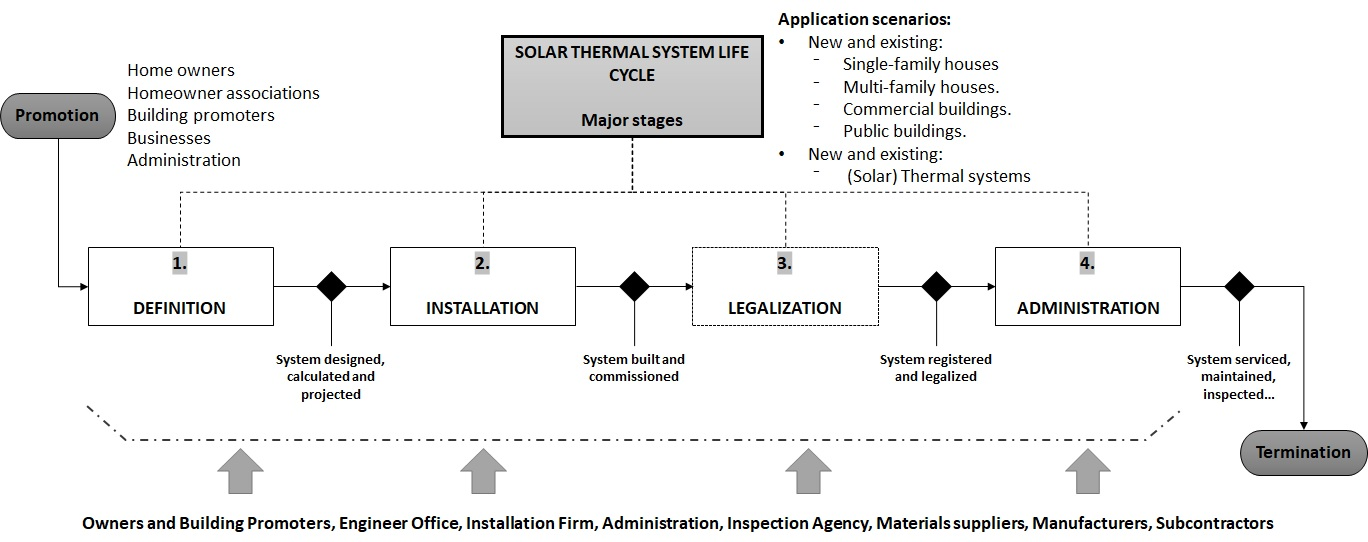 Application scenarios:
• New and existing:
- Single-family houses
- Multi-family houses.
- Commercial buildings.
- Public buildings.
• New and existing:
- (Solar) Thermal systems
SOLAR THERMAL SYSTEM LIFE
CYCLE
Major stages
Home owners
Homeowner associations
Building promoters
Businesses
Administration
Promotion
1.
DEFINITION
2.
INSTALLATION
3.
LEGALIZATION
4.
ADMINISTRATION
System designed,
calculated and
projected
System built and
commissioned
System registered
and legalized
System serviced,
maintained,
inspected...
Termination
Owners and Building Promoters, Engineer Office, Installation Firm, Administration, Inspection Agency, Materials suppliers, Manufacturers, Subcontractors